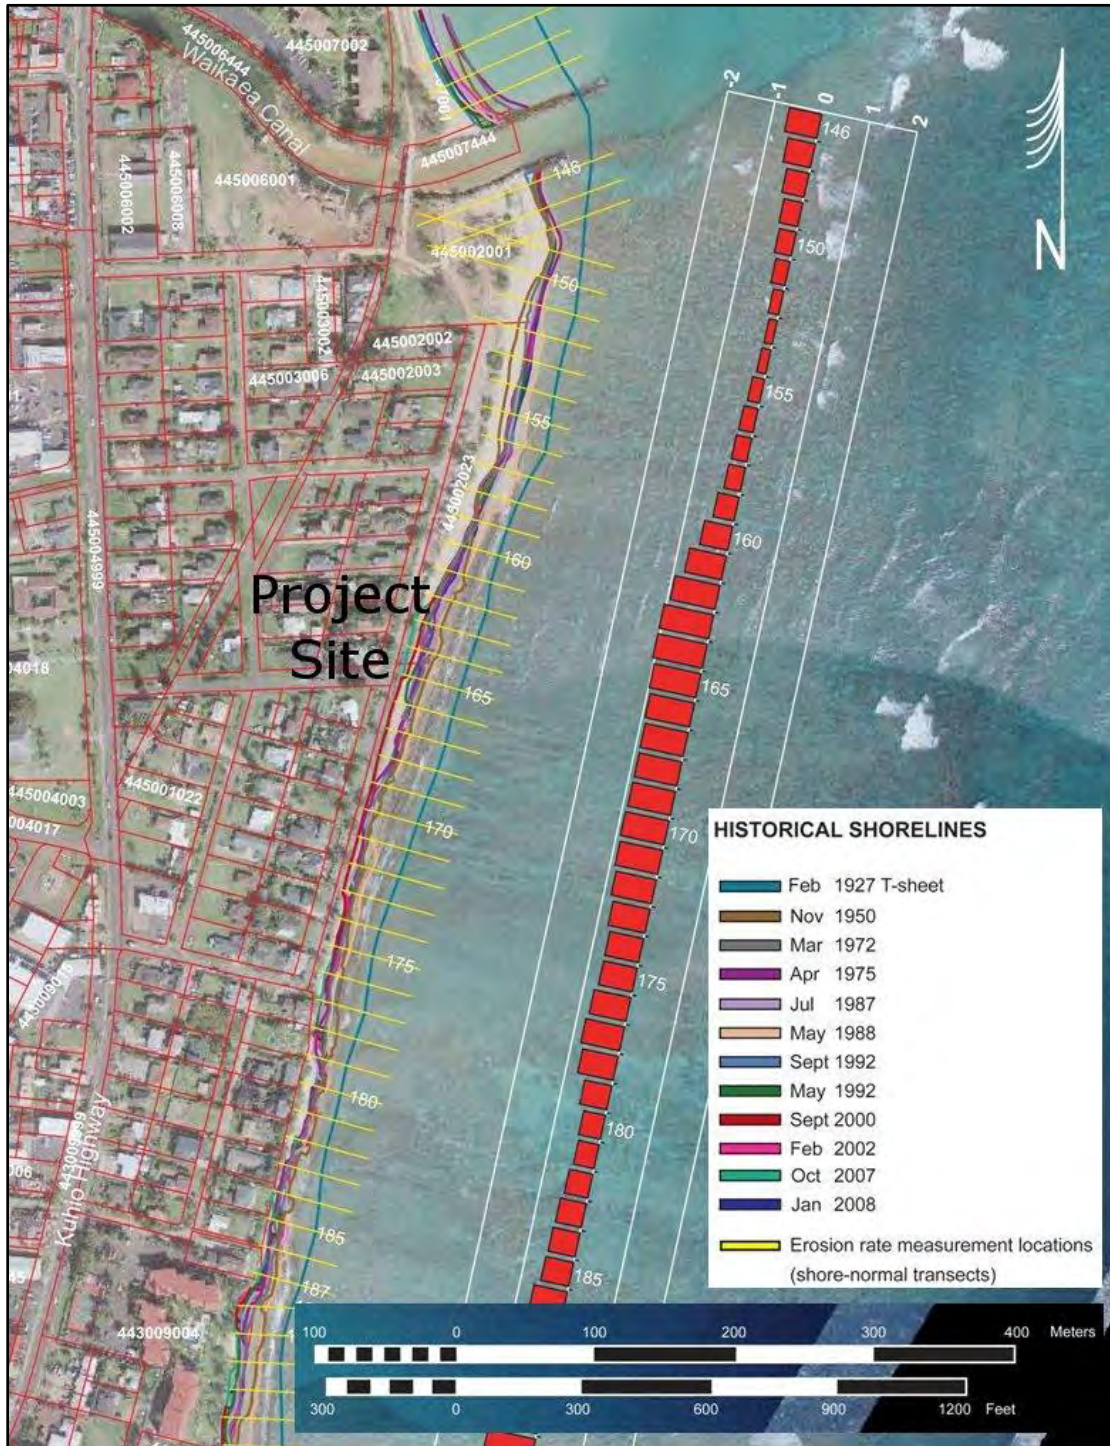 445007002
445006444
Waikaea Canal
445007444
445006002
445006008
445006001
445002001
146
150
445003002
445002002
445003006
445002003
155
445002023
445004999
160
Project
Site
165
445001022
445004003
004017
170
175
180
Kuhio Highway
185
187
443009004
-2
-1
0
1
2
146
150
155
160
165
170
175
180
185
N
HISTORICAL SHORELINES
Feb 1927 T-sheet
Nov 1950
Mar 1972
Apr 1975
Jul 1987
May 1988
Sept 1992
May 1992
Sept 2000
Feb 2002
Oct 2007
Jan 2008
Erosion rate measurement locations
(shore-normal transects)
100 0 100 200 300 400 Meters
300 0 300 600 900 1200 Feet